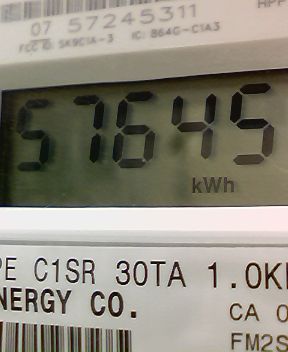 07 57245311
FCC ID: SK9C1A-3 IC: 864G-C1A3
57645
kWh
PE C1SR 30TA 1.0K
NERGY CO.
CA 0
FM2S